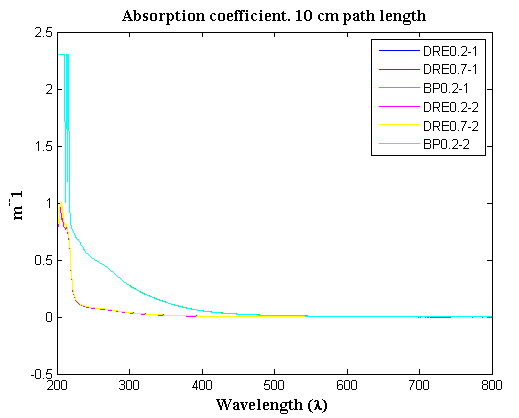 Absorption coefficient. 10 cm path length
2.5
2
1.5
1
0.5
0
-0.5
m¯1
200 300 400 500 600 700 800
Wavelength (λ)
DRE0.2-1
DRE0.7-1
BP0.2-1
DRE0.2-2
DRE0.7-2
BP0.2-2